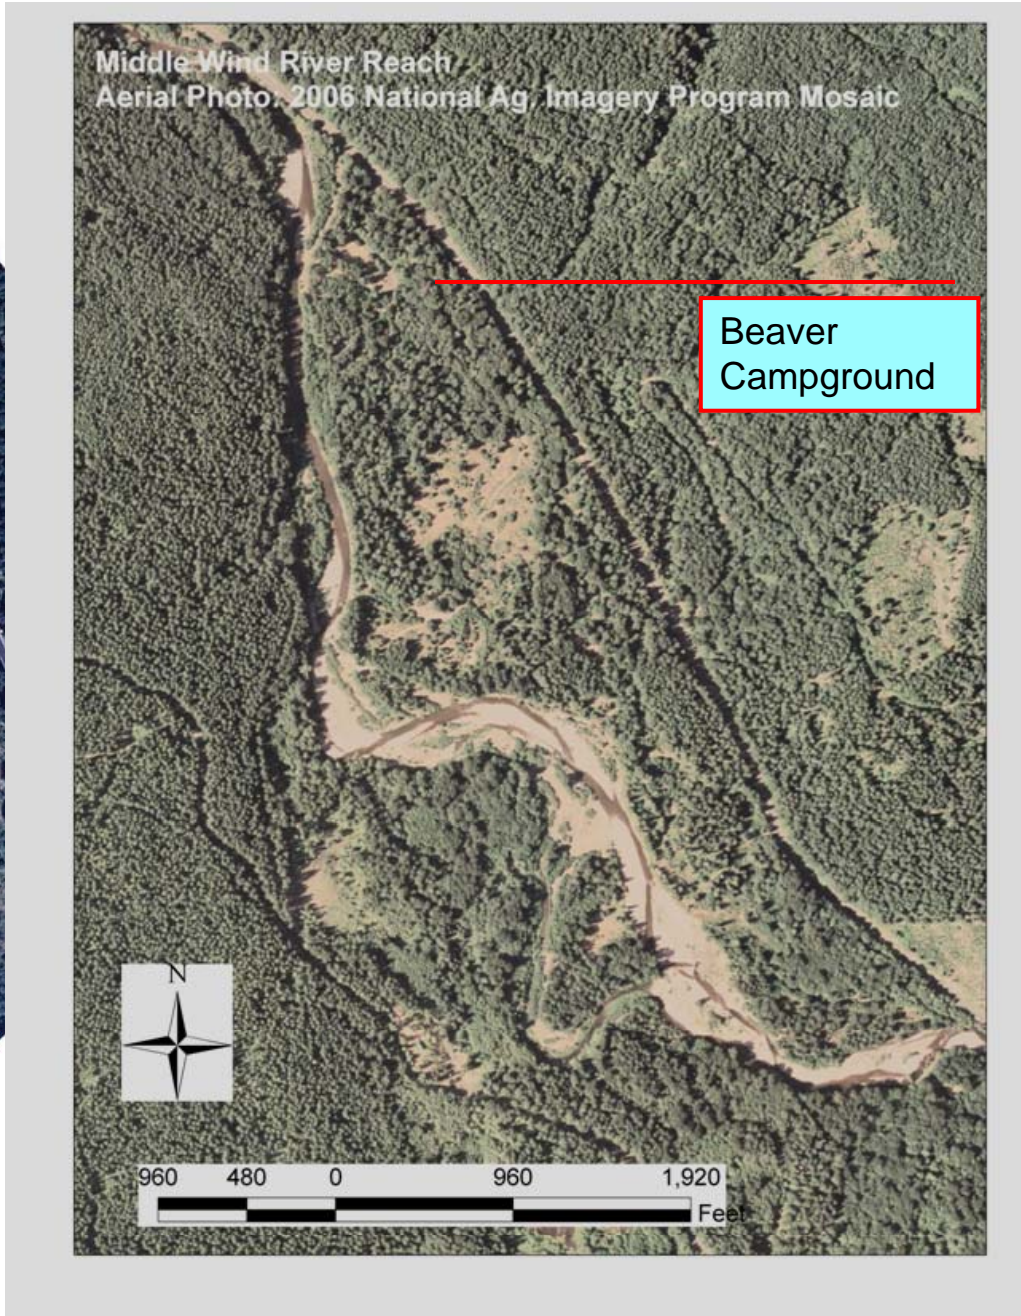 Middle Wind River Reach
Aerial Photo: 2006 National Ag. Imagery Program Mosaic
Beaver
Campground
N
960 480 0 960 1,920
Feet